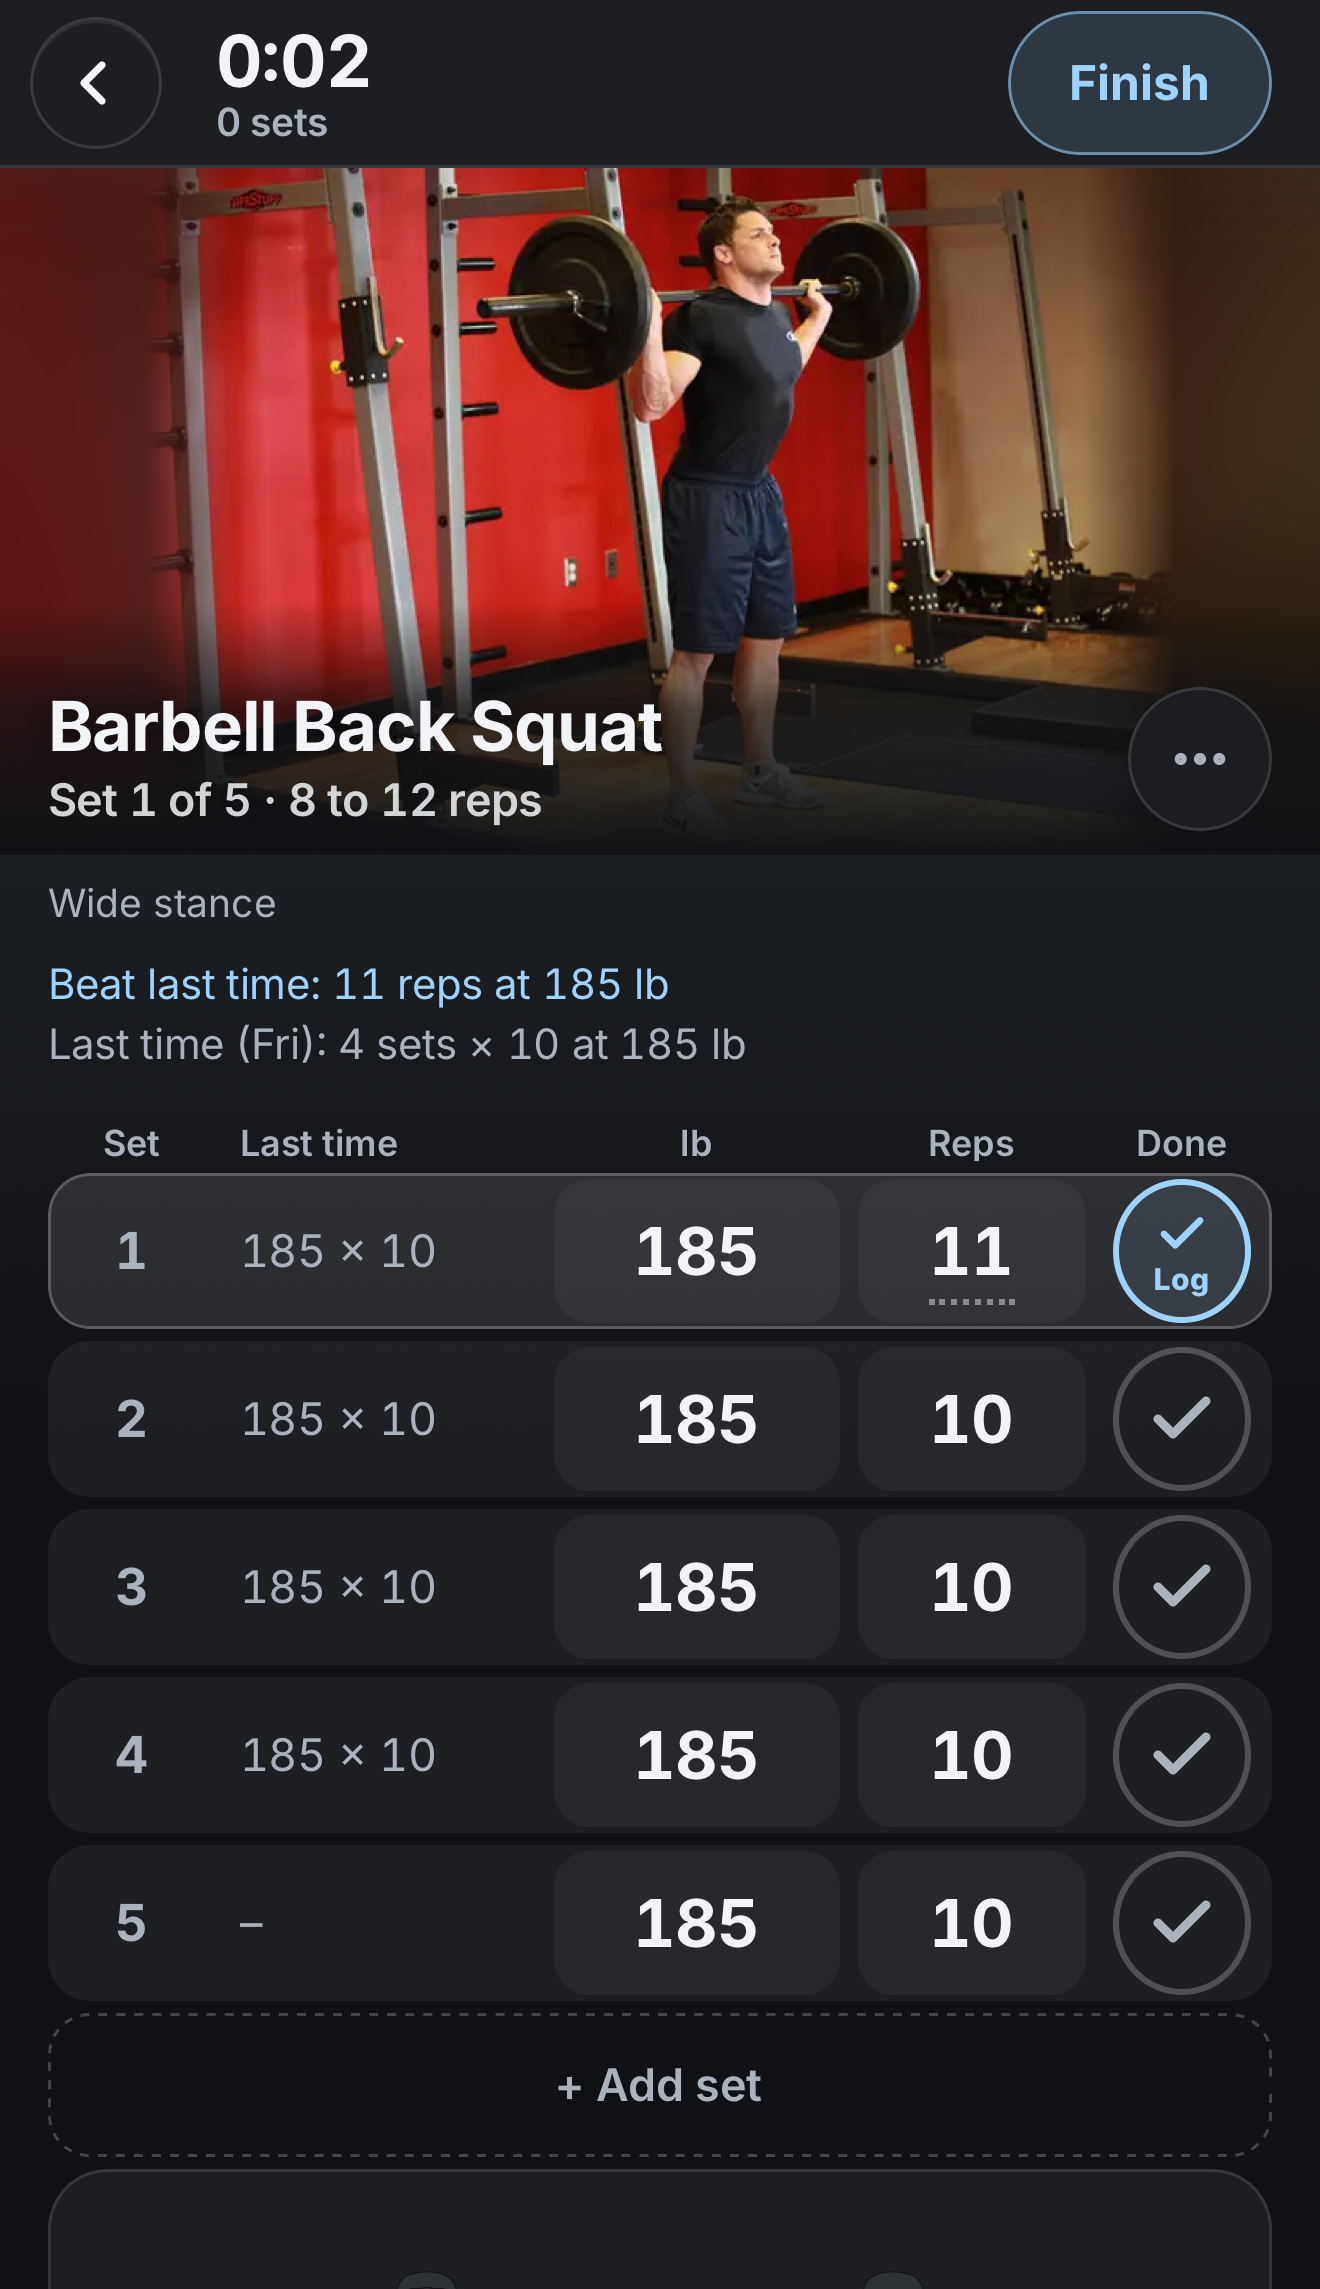 0:02
0 sets
Finish
TUFFSTUFF
Barbell Back Squat
Set 1 of 5 · 8 to 12 reps
Wide stance
Beat last time: 11 reps at 185 lb
Last time (Fri): 4 sets × 10 at 185 lb
Set Last time lb Reps Done
1 185 × 10 185 11 Log
2 185 × 10 185 10
3 185 × 10 185 10
4 185 × 10 185 10
5 – 185 10
+ Add set